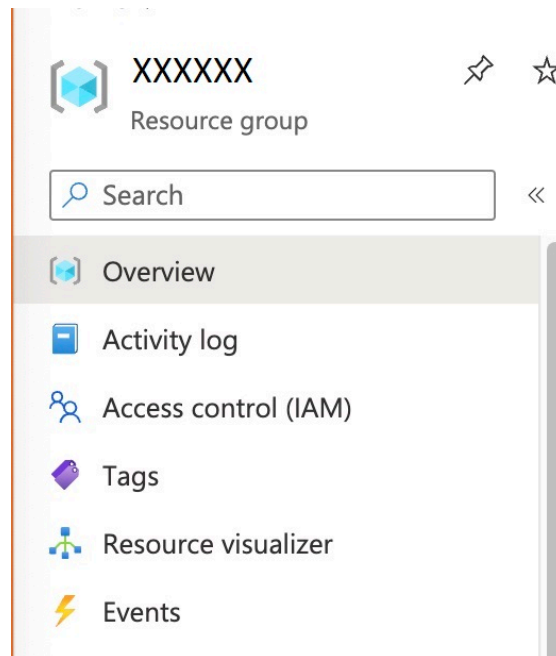 XXXXXX
Resource group
Search
Overview
Activity log
Access control (IAM)
Tags
Resource visualizer
Events